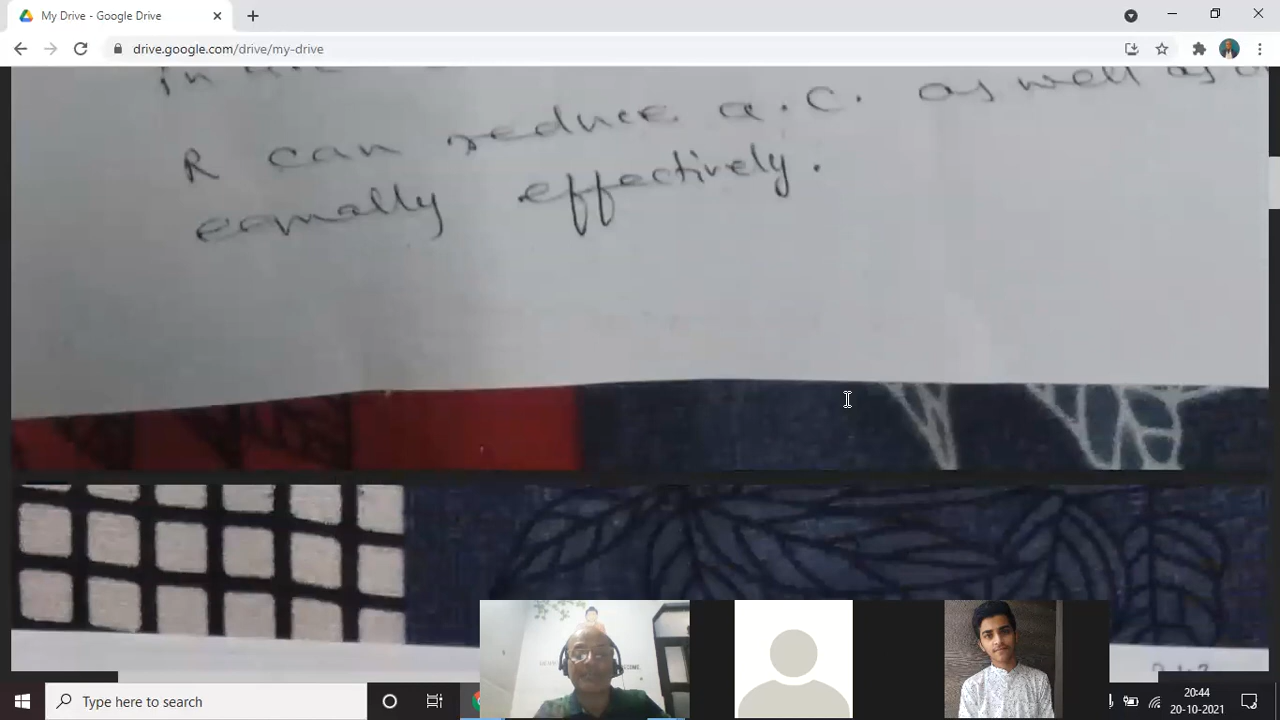 My Drive - Google Drive
drive.google.com/drive/my-drive
in
R can reduce a.c. as well as
equally effectively.
Type here to search
20:44
20-10-2021